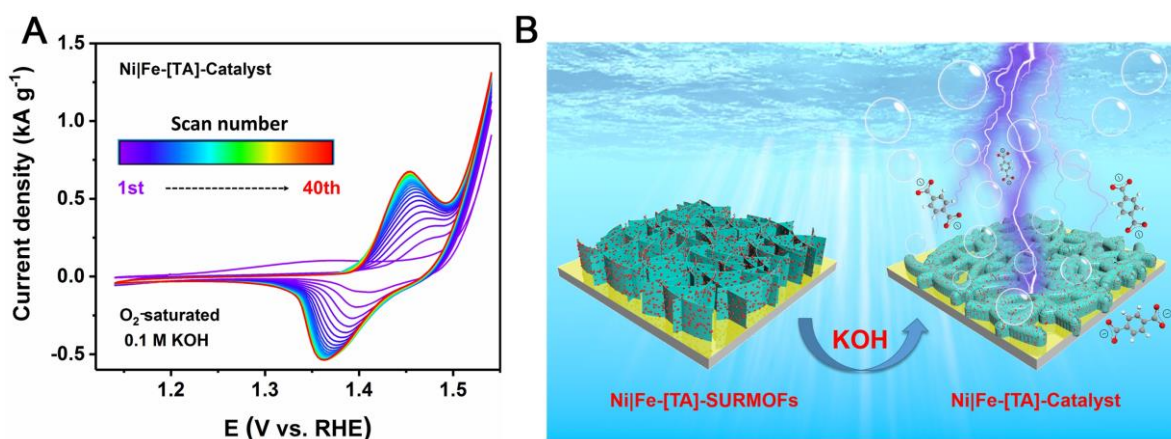 A
Current density (kA g⁻¹)
1.5
1.0
0.5
0.0
-0.5
Ni|Fe-[TA]-Catalyst
Scan number
1st
40th
O₂-saturated
0.1 M KOH
1.2
1.3
1.4
1.5
E (V vs. RHE)
B
KOH
Ni|Fe-[TA]-SURMOFs
Ni|Fe-[TA]-Catalyst